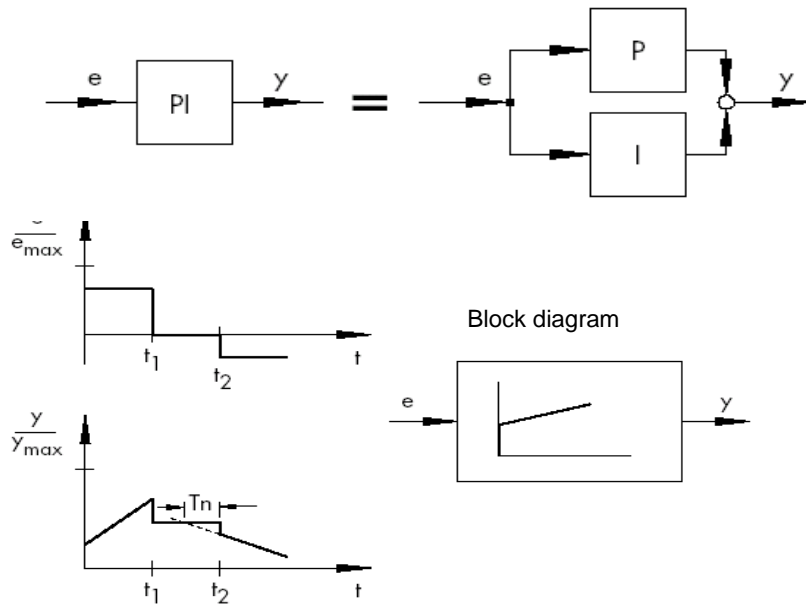 e PI y = e P I y
e_max
t₁ t₂ t
Block diagram
e y
y
y_max
Tn
t₁ t₂ t